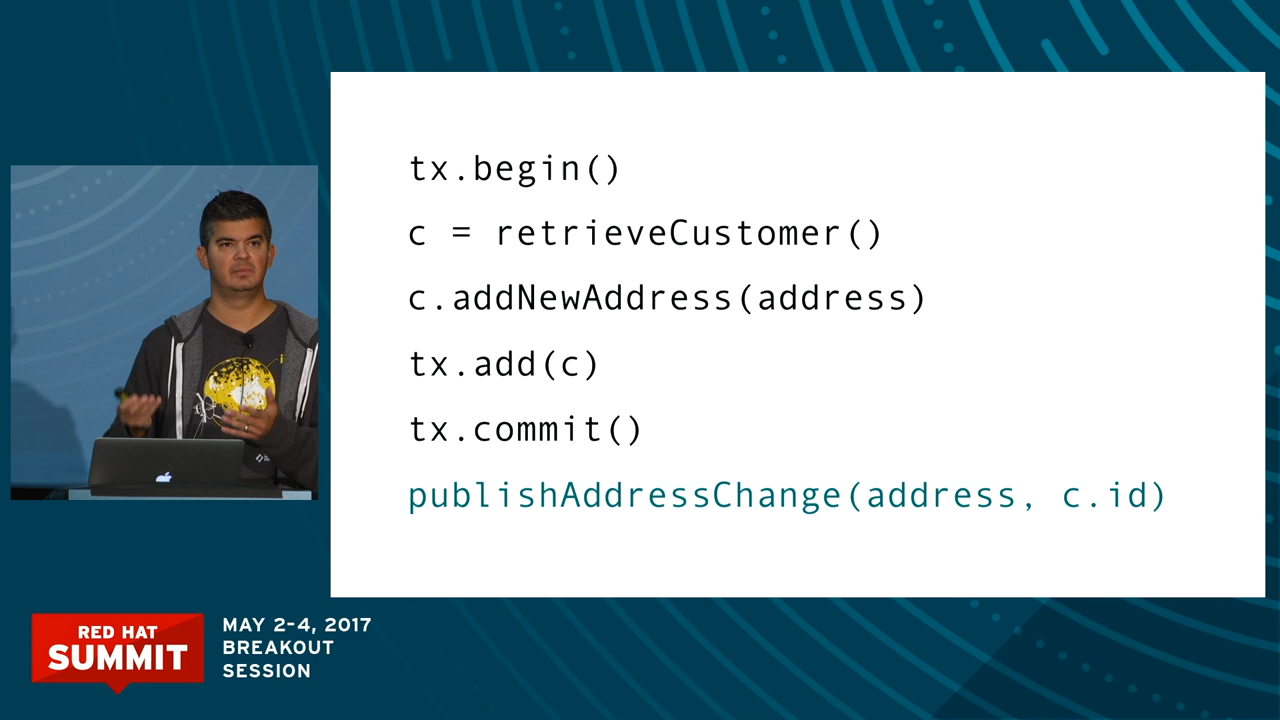 tx.begin()
c = retrieveCustomer()
c.addNewAddress(address)
tx.add(c)
tx.commit()
publishAddressChange(address, c.id)
RED HAT
SUMMIT
MAY 2-4, 2017
BREAKOUT
SESSION